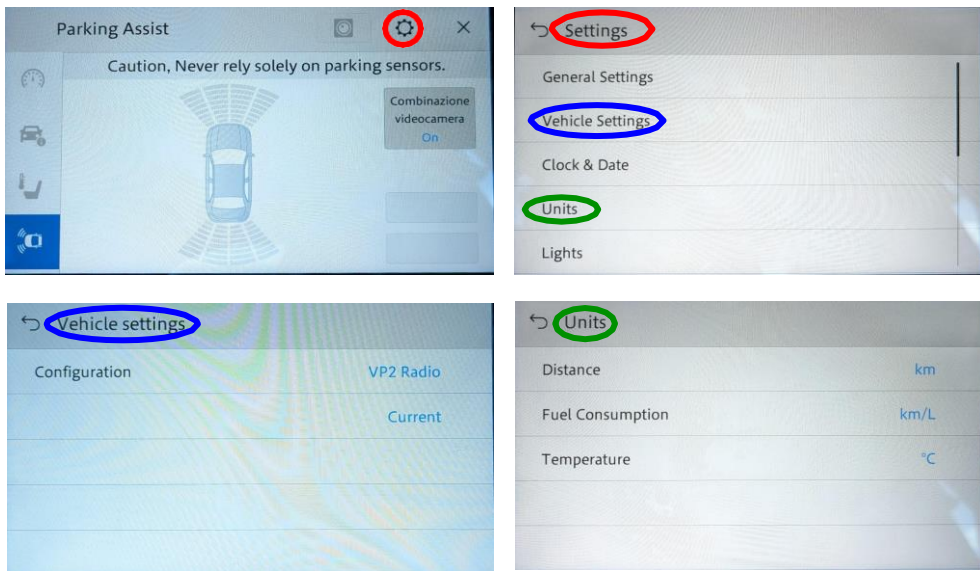 Parking Assist
Caution, Never rely solely on parking sensors.
Combinazione
videocamera
On
Settings
General Settings
Vehicle Settings
Clock & Date
Units
Lights
Vehicle settings
Configuration VP2 Radio
Current
Units
Distance km
Fuel Consumption km/L
Temperature °C